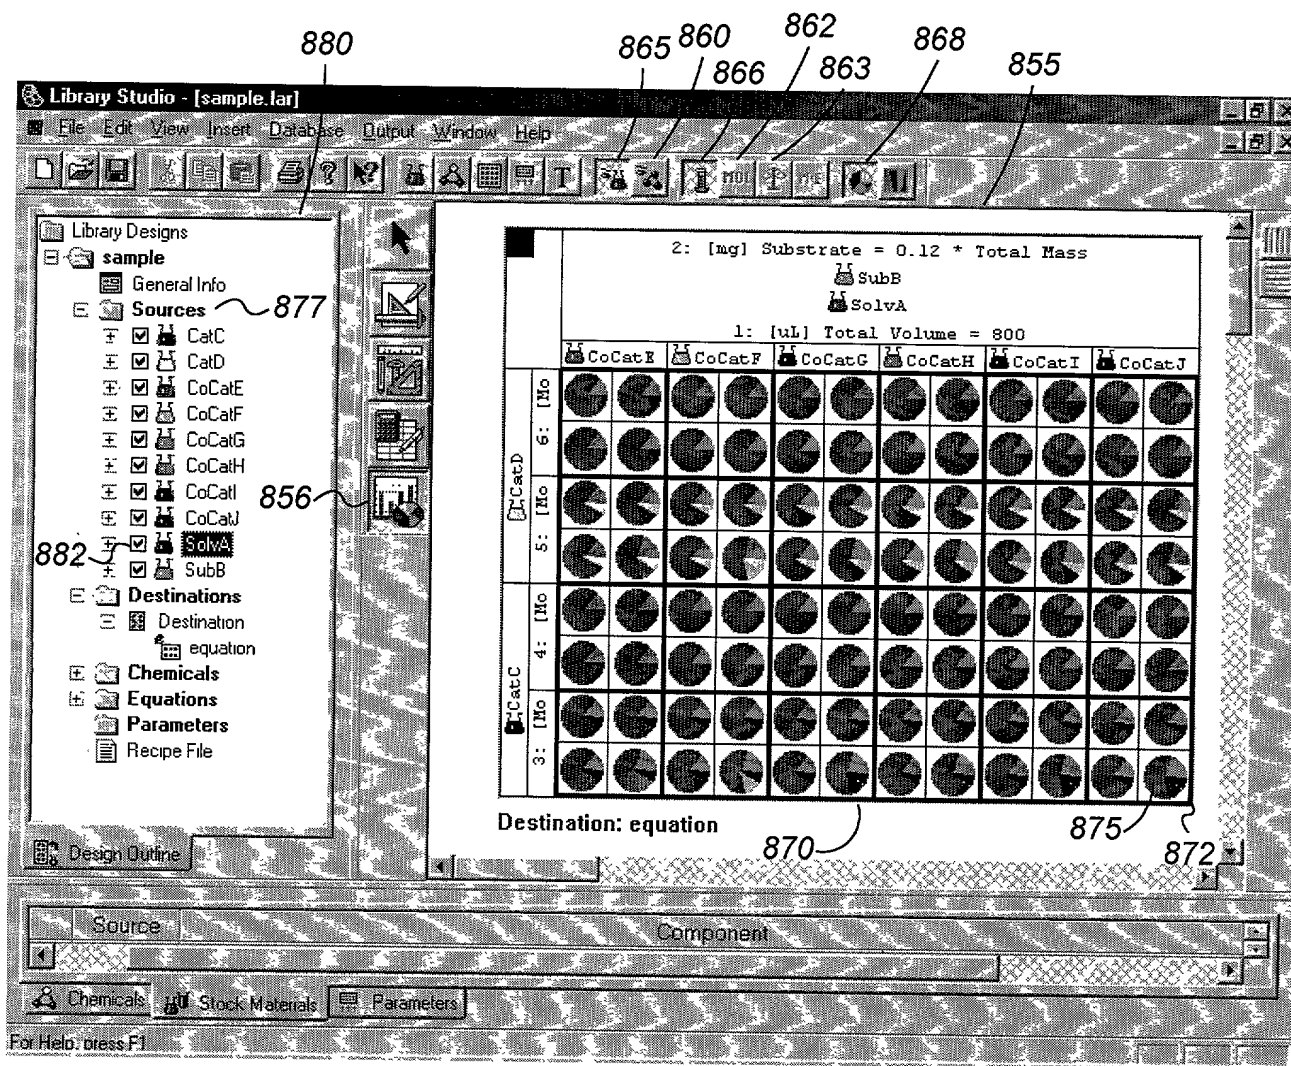 880
865
860
866
862
863
868
855
Library Studio - [sample.lar]
File Edit View Insert Database Output Window Help
T
MOL
Library Designs
sample
General Info
Sources
877
CatC
CatD
CoCatE
CoCatF
CoCatG
CoCatH
CoCatI
CoCatJ
SolvA
SubB
882
856
Destinations
Destination
equation
Chemicals
Equations
Parameters
Recipe File
Design Outline
2: [mg] Substrate = 0.12 * Total Mass
SubB
SolvA
1: [uL] Total Volume = 800
CoCatE CoCatF CoCatG CoCatH CoCatI CoCatJ
CatD
6: [Mo
5: [Mo
CatC
4: [Mo
3: [Mo
Destination: equation
870
875
872
Source Component
Chemicals Stock Materials Parameters
For Help, press F1